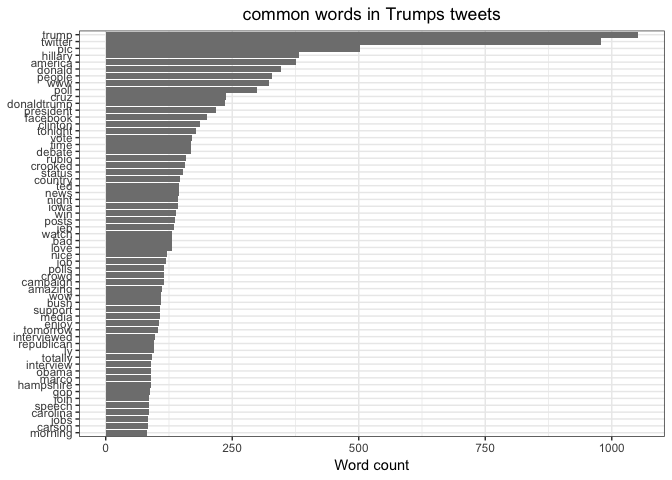 common words in Trumps tweets
trump
twitter
pic
hillary
america
donald
people
www
poll
cruz
donaldtrump
president
facebook
clinton
tonight
vote
time
debate
rubio
crooked
status
country
ted
news
night
iowa
win
posts
jeb
watch
bad
love
nice
job
polls
crowd
campaign
amazing
wow
bush
support
media
enjoy
tomorrow
interviewed
republican
ly
totally
interview
obama
marco
hampshire
gop
join
speech
carolina
jobs
carson
morning
0 250 500 750 1000
Word count